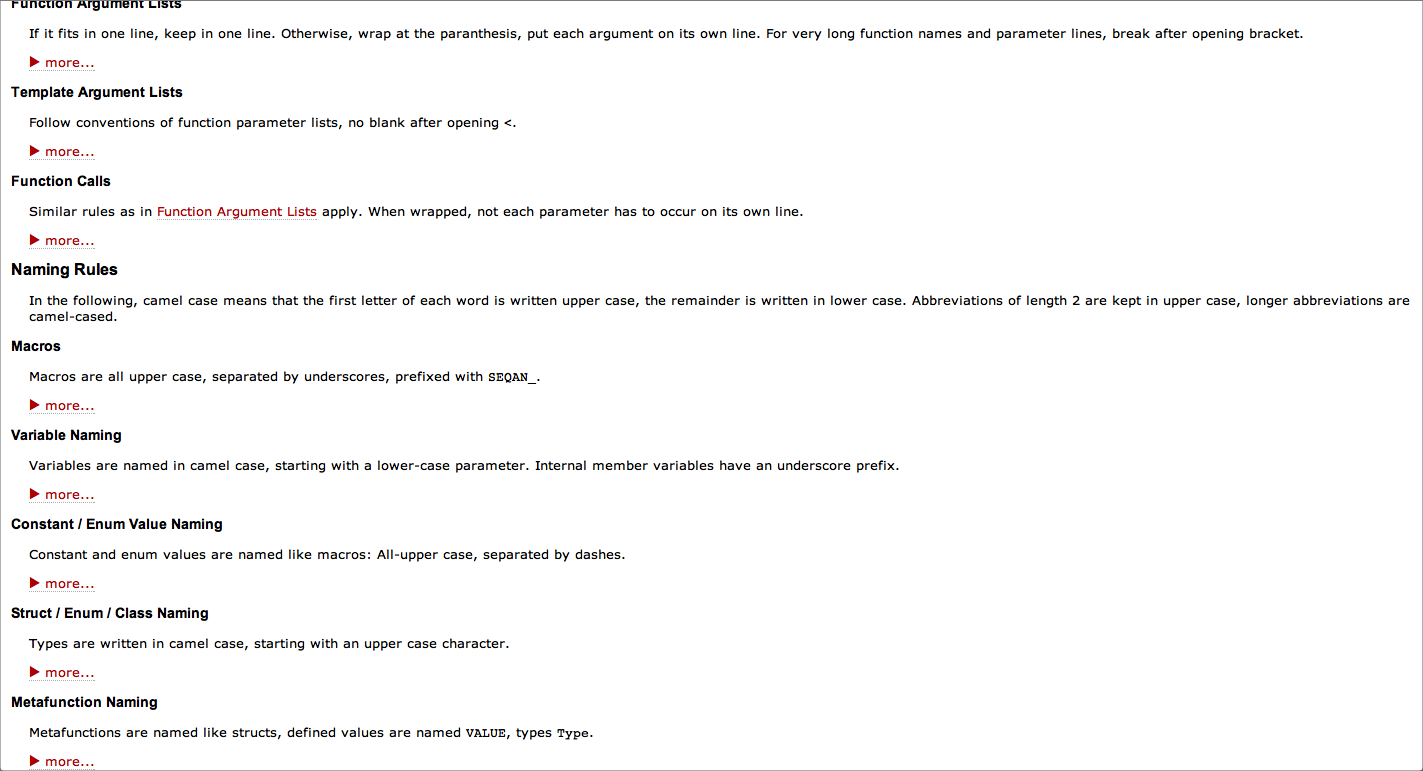 Function Argument Lists
If it fits in one line, keep in one line. Otherwise, wrap at the paranthesis, put each argument on its own line. For very long function names and parameter lines, break after opening bracket.
▶ more...
Template Argument Lists
Follow conventions of function parameter lists, no blank after opening <.
▶ more...
Function Calls
Similar rules as in Function Argument Lists apply. When wrapped, not each parameter has to occur on its own line.
▶ more...
Naming Rules
In the following, camel case means that the first letter of each word is written upper case, the remainder is written in lower case. Abbreviations of length 2 are kept in upper case, longer abbreviations are
camel-cased.
Macros
Macros are all upper case, separated by underscores, prefixed with SEQAN_.
▶ more...
Variable Naming
Variables are named in camel case, starting with a lower-case parameter. Internal member variables have an underscore prefix.
▶ more...
Constant / Enum Value Naming
Constant and enum values are named like macros: All-upper case, separated by dashes.
▶ more...
Struct / Enum / Class Naming
Types are written in camel case, starting with an upper case character.
▶ more...
Metafunction Naming
Metafunctions are named like structs, defined values are named VALUE, types Type.
▶ more...